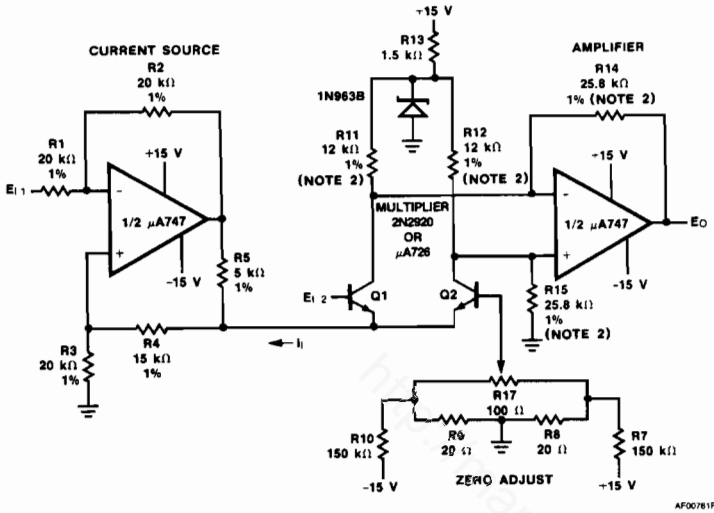 +15 V
R13
1.5 kΩ
CURRENT SOURCE
AMPLIFIER
R2
20 kΩ
1%
R14
25.8 kΩ
1% (NOTE 2)
1N963B
R1
20 kΩ
1%
+15 V
R11
12 kΩ
1%
(NOTE 2)
R12
12 kΩ
1%
(NOTE 2)
+15 V
EI 1
-
1/2 µA747
+
-15 V
MULTIPLIER
2N2920
OR
µA726
-
1/2 µA747
+
-15 V
EO
R5
5 kΩ
1%
EI 2
Q1
Q2
R15
25.8 kΩ
1%
(NOTE 2)
R3
20 kΩ
1%
R4
15 kΩ
1%
II
R17
100 Ω
R10
150 kΩ
R9
20 Ω
R8
20 Ω
R7
150 kΩ
-15 V
ZERO ADJUST
+15 V
AF00761F